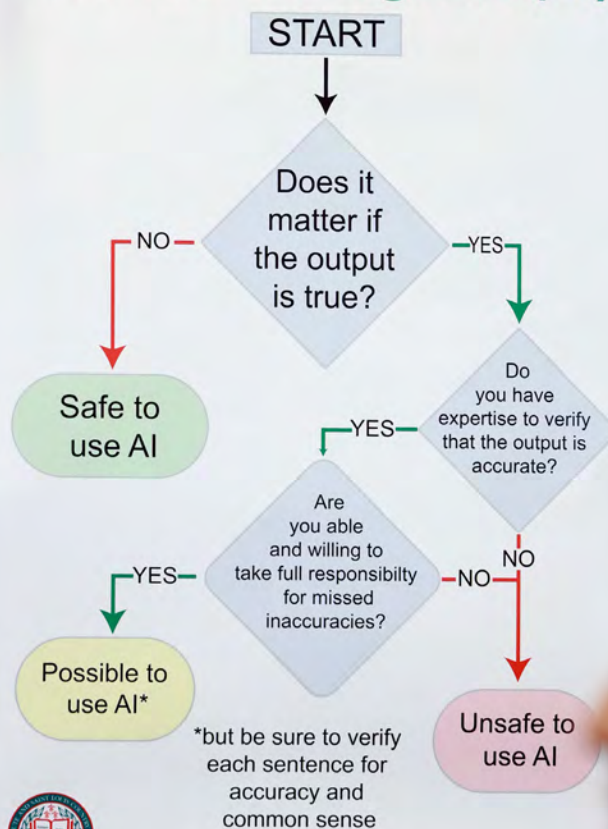 START
Does it
matter if
the output
is true?
NO
YES
Safe to
use AI
Do
you have
expertise to verify
that the output is
accurate?
YES
Are
you able
and willing to
take full responsibilty
for missed
inaccuracies?
NO
NO
YES
Possible to
use AI*
Unsafe to
use AI
*but be sure to verify
each sentence for
accuracy and
common sense